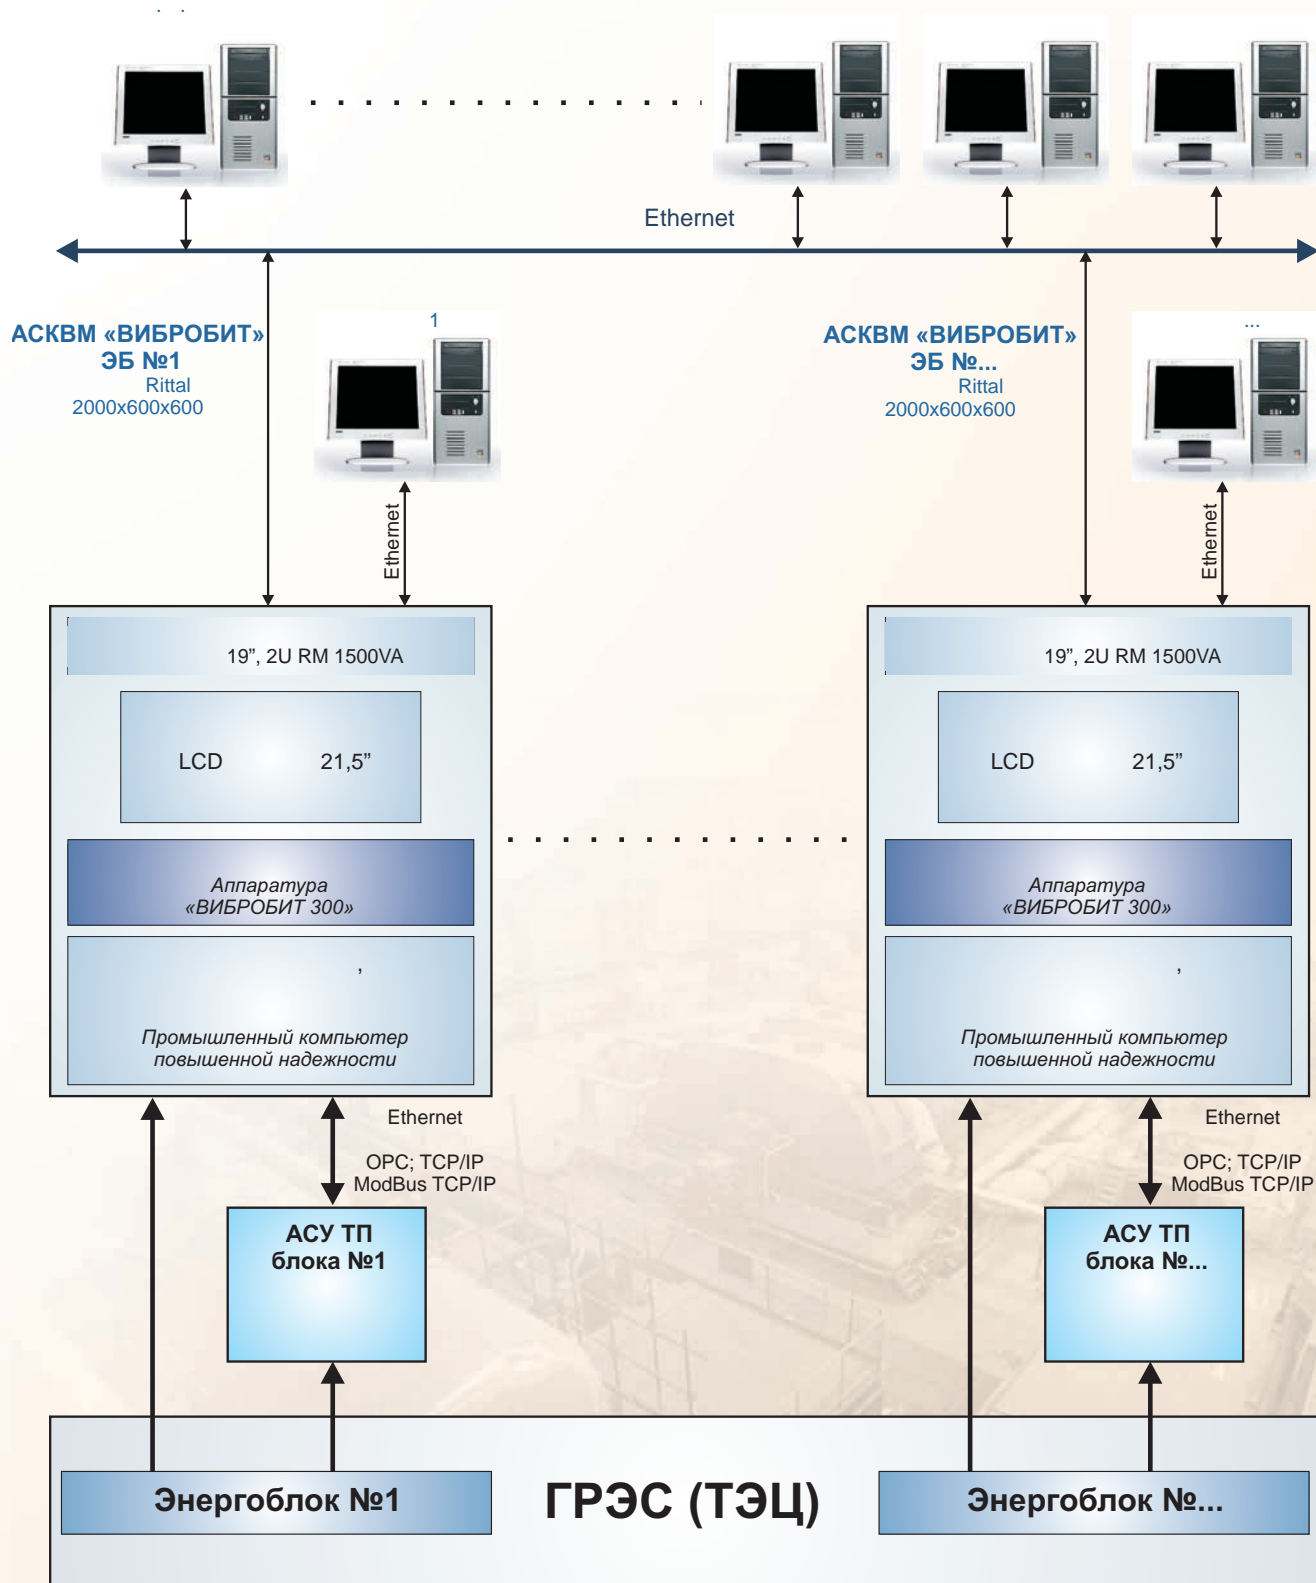 Ethernet
АСКВМ «ВИБРОБИТ»
ЭБ №1
Rittal
2000x600x600
1
Ethernet
АСКВМ «ВИБРОБИТ»
ЭБ №...
Rittal
2000x600x600
...
Ethernet
19”, 2U RM 1500VA
LCD 21,5”
Аппаратура
«ВИБРОБИТ 300»
,
Промышленный компьютер
повышенной надежности
19”, 2U RM 1500VA
LCD 21,5”
Аппаратура
«ВИБРОБИТ 300»
,
Промышленный компьютер
повышенной надежности
Ethernet
OPC; TCP/IP
ModBus TCP/IP
АСУ ТП
блока №1
Ethernet
OPC; TCP/IP
ModBus TCP/IP
АСУ ТП
блока №...
Энергоблок №1
ГРЭС (ТЭЦ)
Энергоблок №...